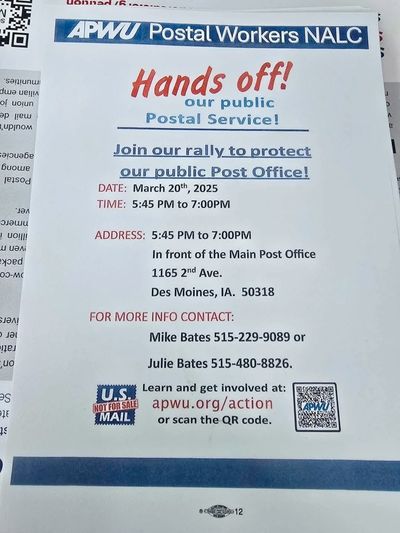 APWU Postal Workers NALC
Hands off!
our public
Postal Service!
Join our rally to protect
our public Post Office!
DATE: March 20th, 2025
TIME: 5:45 PM to 7:00PM
ADDRESS: 5:45 PM to 7:00PM
In front of the Main Post Office
1165 2nd Ave.
Des Moines, IA. 50318
FOR MORE INFO CONTACT:
Mike Bates 515-229-9089 or
Julie Bates 515-480-8826.
U.S.
NOT FOR SALE
MAIL
Learn and get involved at:
apwu.org/action
or scan the QR code.
APWU
8
12